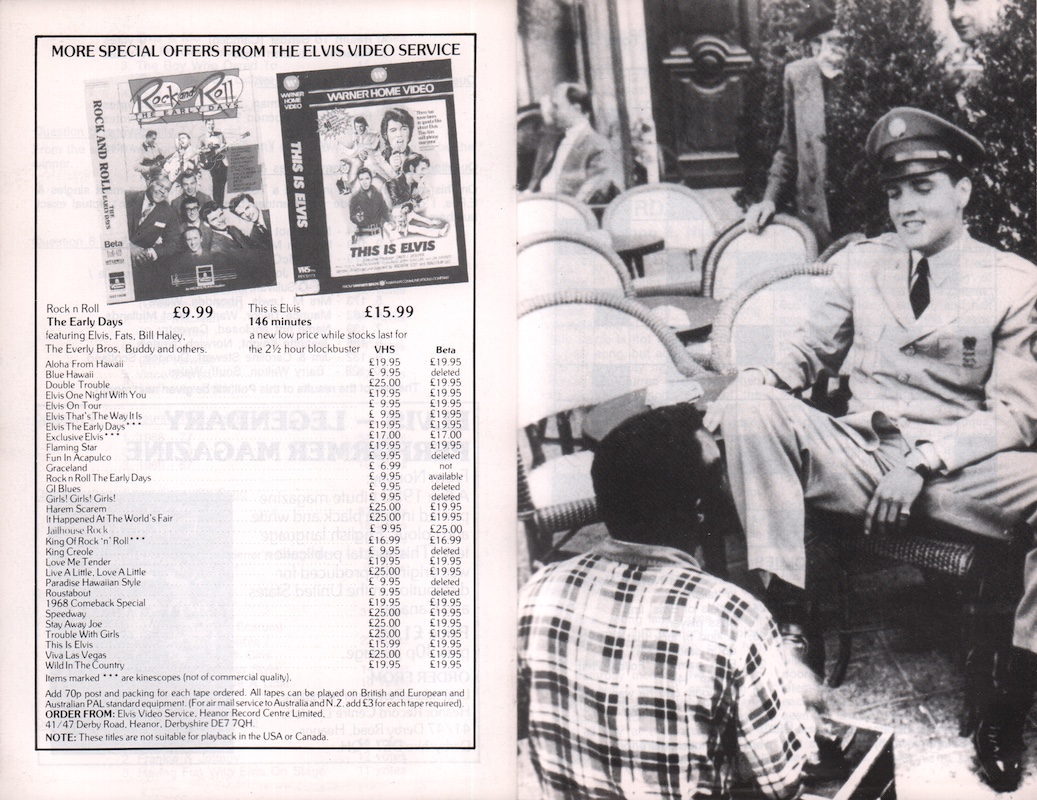 MORE SPECIAL OFFERS FROM THE ELVIS VIDEO SERVICE
ROCK AND ROLL THE EARLY DAYS
Beta
Rock and Roll
THE EARLY DAYS
WARNER HOME VIDEO
THIS IS ELVIS
VHS
WARNER HOME VIDEO
THIS IS ELVIS
Rock n Roll £9.99
The Early Days
featuring Elvis, Fats, Bill Haley,
The Everly Bros, Buddy and others.
This is Elvis £15.99
146 minutes
a new low price while stocks last for
the 2½ hour blockbuster
VHS Beta
Aloha From Hawaii £19.95 £19.95
Blue Hawaii £ 9.95 deleted
Double Trouble £25.00 £19.95
Elvis One Night With You £19.95 £19.95
Elvis On Tour £ 9.95 £19.95
Elvis That's The Way It Is £ 9.95 £19.95
Elvis The Early Days*** £19.95 £19.95
Exclusive Elvis*** £17.00 £17.00
Flaming Star £19.95 £19.95
Fun In Acapulco £ 9.95 deleted
Graceland £ 6.99 not
Rock n Roll The Early Days £ 9.95 available
GI Blues £ 9.95 deleted
Girls! Girls! Girls! £ 9.95 deleted
Harem Scarem £25.00 £19.95
It Happened At The World's Fair £25.00 £19.95
Jailhouse Rock £ 9.95 £25.00
King Of Rock 'n' Roll*** £16.99 £16.99
King Creole £ 9.95 deleted
Love Me Tender £19.95 £19.95
Live A Little, Love A Little £25.00 £19.95
Paradise Hawaiian Style £ 9.95 deleted
Roustabout £ 9.95 deleted
1968 Comeback Special £19.95 £19.95
Speedway £25.00 £19.95
Stay Away Joe £25.00 £19.95
Trouble With Girls £25.00 £19.95
This Is Elvis £15.99 £19.95
Viva Las Vegas £25.00 £19.95
Wild In The Country £19.95 £19.95
Items marked *** are kinescopes (not of commercial quality).
Add 70p post and packing for each tape ordered. All tapes can be played on British and European and
Australian PAL standard equipment. (For air mail service to Australia and N.Z. add £3 for each tape required).
ORDER FROM: Elvis Video Service, Heanor Record Centre Limited,
41/47 Derby Road, Heanor, Derbyshire DE7 7QH.
NOTE: These titles are not suitable for playback in the USA or Canada.